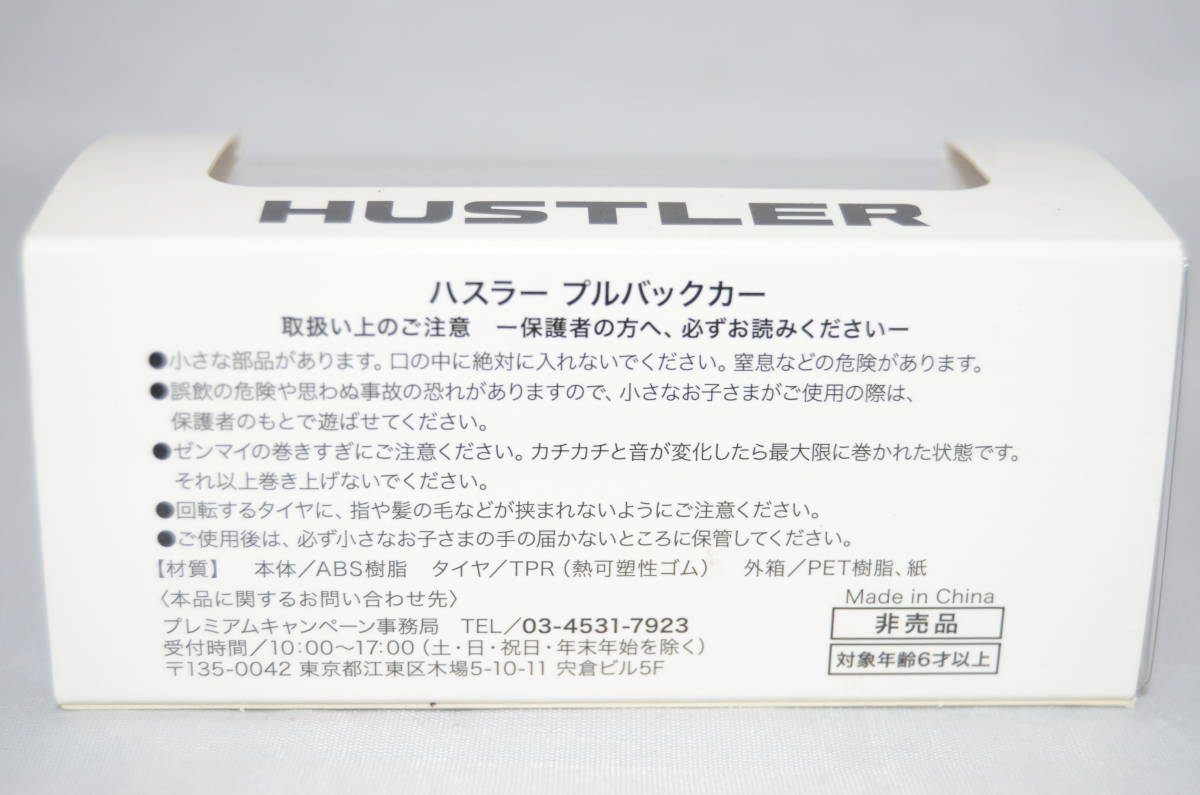 HUSTLER
ハスラー プルバックカー
取扱い上のご注意 ー保護者の方へ、必ずお読みくださいー
●小さな部品があります。口の中に絶対に入れないでください。窒息などの危険があります。
●誤飲の危険や思わぬ事故の恐れがありますので、小さなお子さまがご使用の際は、
保護者のもとで遊ばせてください。
●ゼンマイの巻きすぎにご注意ください。カチカチと音が変化したら最大限に巻かれた状態です。
それ以上巻き上げないでください。
●回転するタイヤに、指や髪の毛などが挟まれないようにご注意ください。
●ご使用後は、必ず小さなお子さまの手の届かないところに保管してください。
【材質】 本体／ABS樹脂 タイヤ／TPR（熱可塑性ゴム） 外箱／PET樹脂、紙
〈本品に関するお問い合わせ先〉
プレミアムキャンペーン事務局 TEL／03-4531-7923
受付時間／10:00〜17:00（土・日・祝日・年末年始を除く）
〒135-0042 東京都江東区木場5-10-11 宍倉ビル5F
Made in China
非売品
対象年齢6才以上